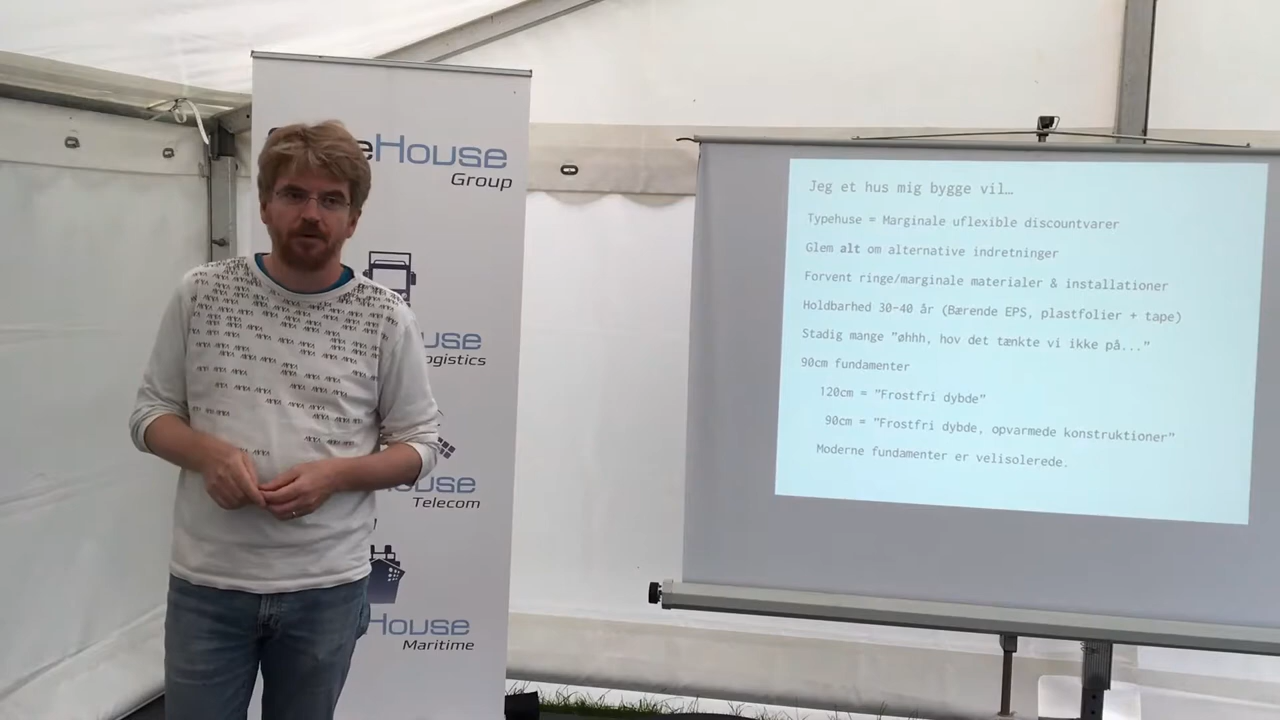 eHouse
Group
use
ogistics
House
Telecom
House
Maritime
Jeg et hus mig bygge vil…
Typehuse = Marginale uflexible discountvarer
Glem alt om alternative indretninger
Forvent ringe/marginale materialer & installationer
Holdbarhed 30-40 år (Bærende EPS, plastfolier + tape)
Stadig mange "øhhh, hov det tænkte vi ikke på..."
90cm fundamenter
120cm = "Frostfri dybde"
90cm = "Frostfri dybde, opvarmede konstruktioner"
Moderne fundamenter er velisolerede.